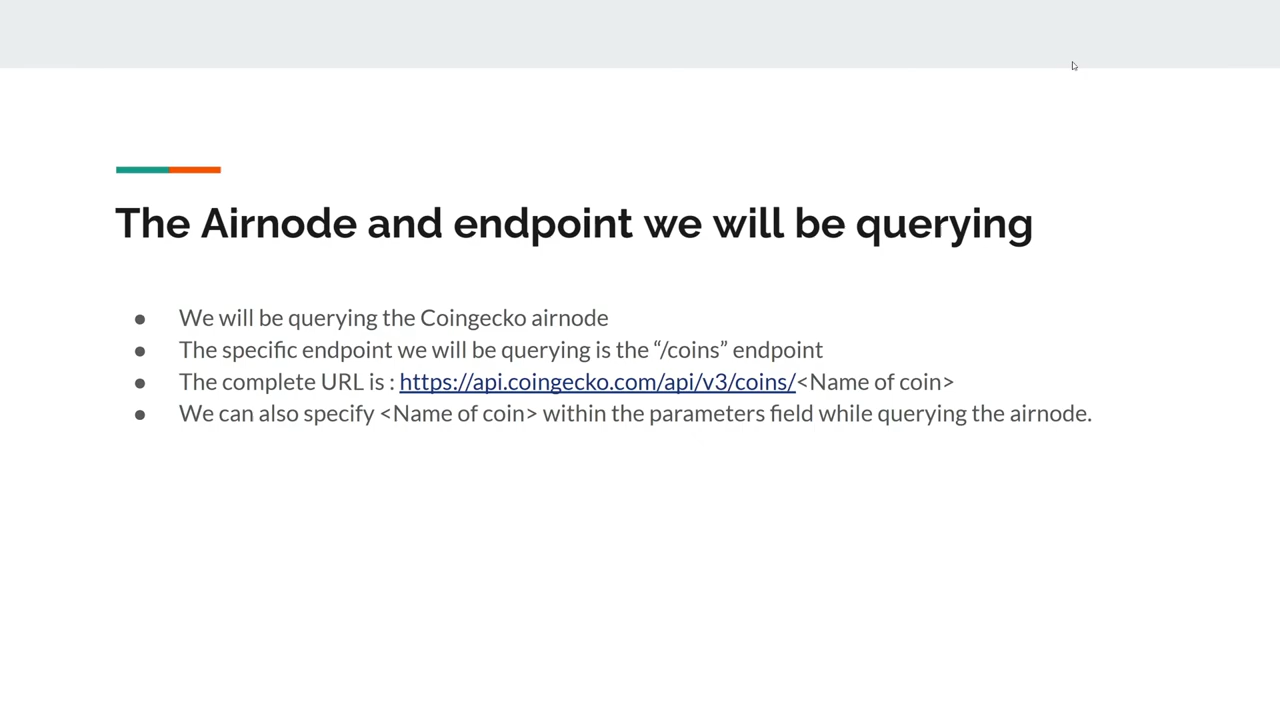 The Airnode and endpoint we will be querying
● We will be querying the Coingecko airnode
● The specific endpoint we will be querying is the “/coins” endpoint
● The complete URL is : https://api.coingecko.com/api/v3/coins/<Name of coin>
● We can also specify <Name of coin> within the parameters field while querying the airnode.